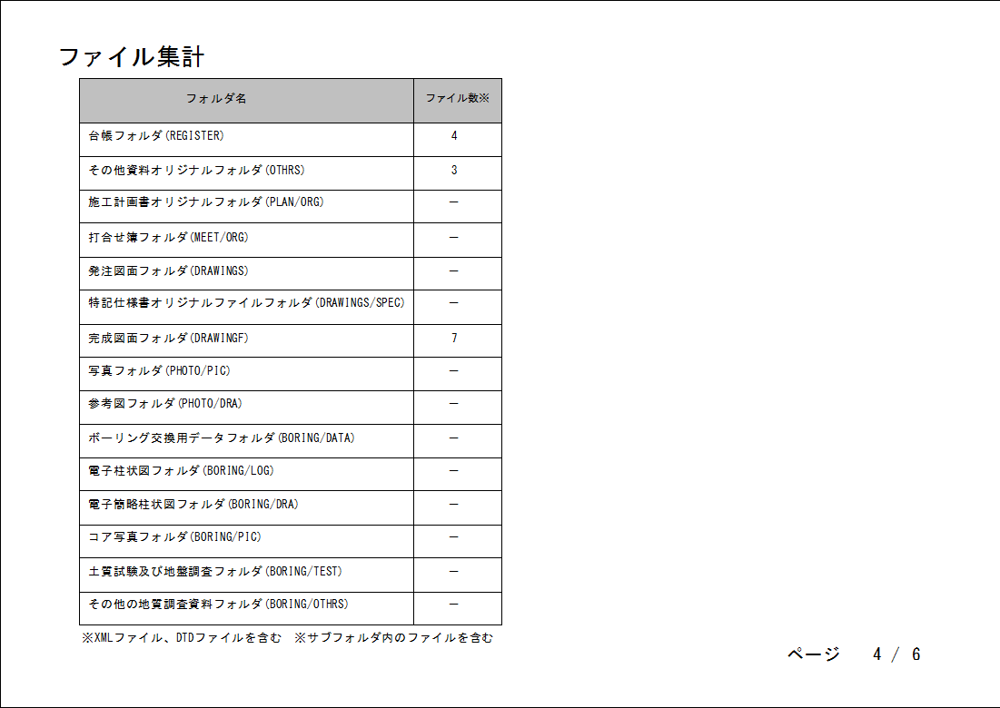 ファイル集計
フォルダ名 ファイル数※
台帳フォルダ(REGISTER) 4
その他資料オリジナルフォルダ(OTHRS) 3
施工計画書オリジナルフォルダ(PLAN/ORG) －
打合せ簿フォルダ(MEET/ORG) －
発注図面フォルダ(DRAWINGS) －
特記仕様書オリジナルファイルフォルダ(DRAWINGS/SPEC) －
完成図面フォルダ(DRAWINGF) 7
写真フォルダ(PHOTO/PIC) －
参考図フォルダ(PHOTO/DRA) －
ボーリング交換用データフォルダ(BORING/DATA) －
電子柱状図フォルダ(BORING/LOG) －
電子簡略柱状図フォルダ(BORING/DRA) －
コア写真フォルダ(BORING/PIC) －
土質試験及び地盤調査フォルダ(BORING/TEST) －
その他の地質調査資料フォルダ(BORING/OTHRS) －
※XMLファイル、DTDファイルを含む　※サブフォルダ内のファイルを含む
ページ 4 / 6